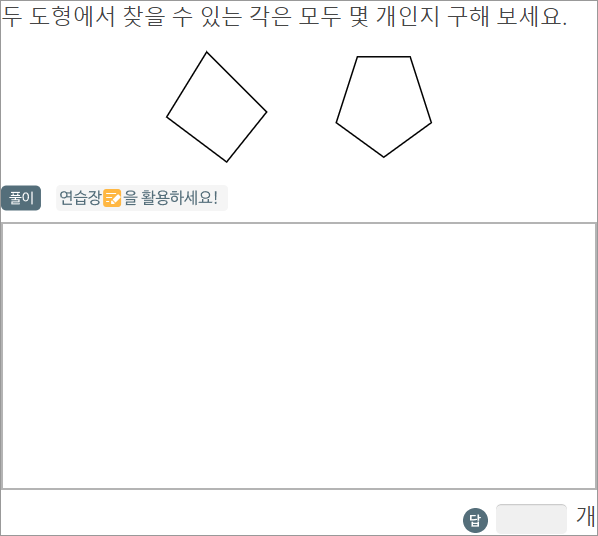 두 도형에서 찾을 수 있는 각은 모두 몇 개인지 구해 보세요.
풀이 연습장을 활용하세요!
답 개